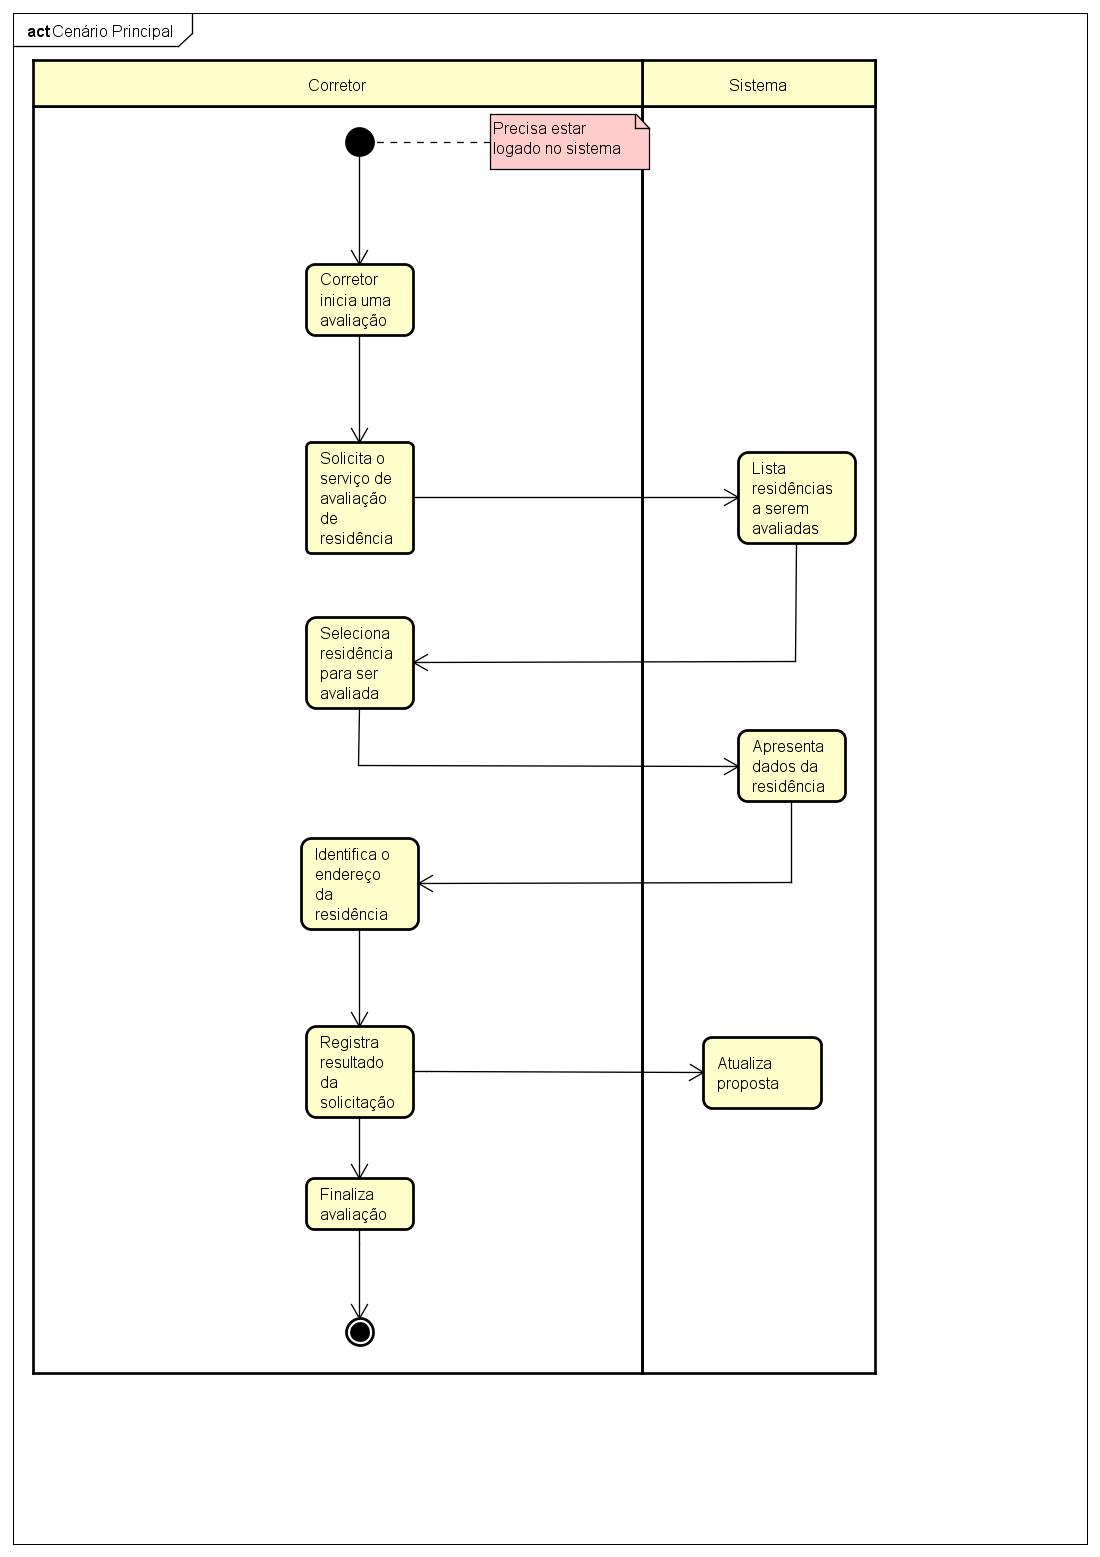 act Cenário Principal
Corretor
Sistema
Precisa estar
logado no sistema
Corretor
inicia uma
avaliação
Solicita o
serviço de
avaliação
de
residência
Lista
residências
a serem
avaliadas
Seleciona
residência
para ser
avaliada
Apresenta
dados da
residência
Identifica o
endereço
da
residência
Registra
resultado
da
solicitação
Atualiza
proposta
Finaliza
avaliação